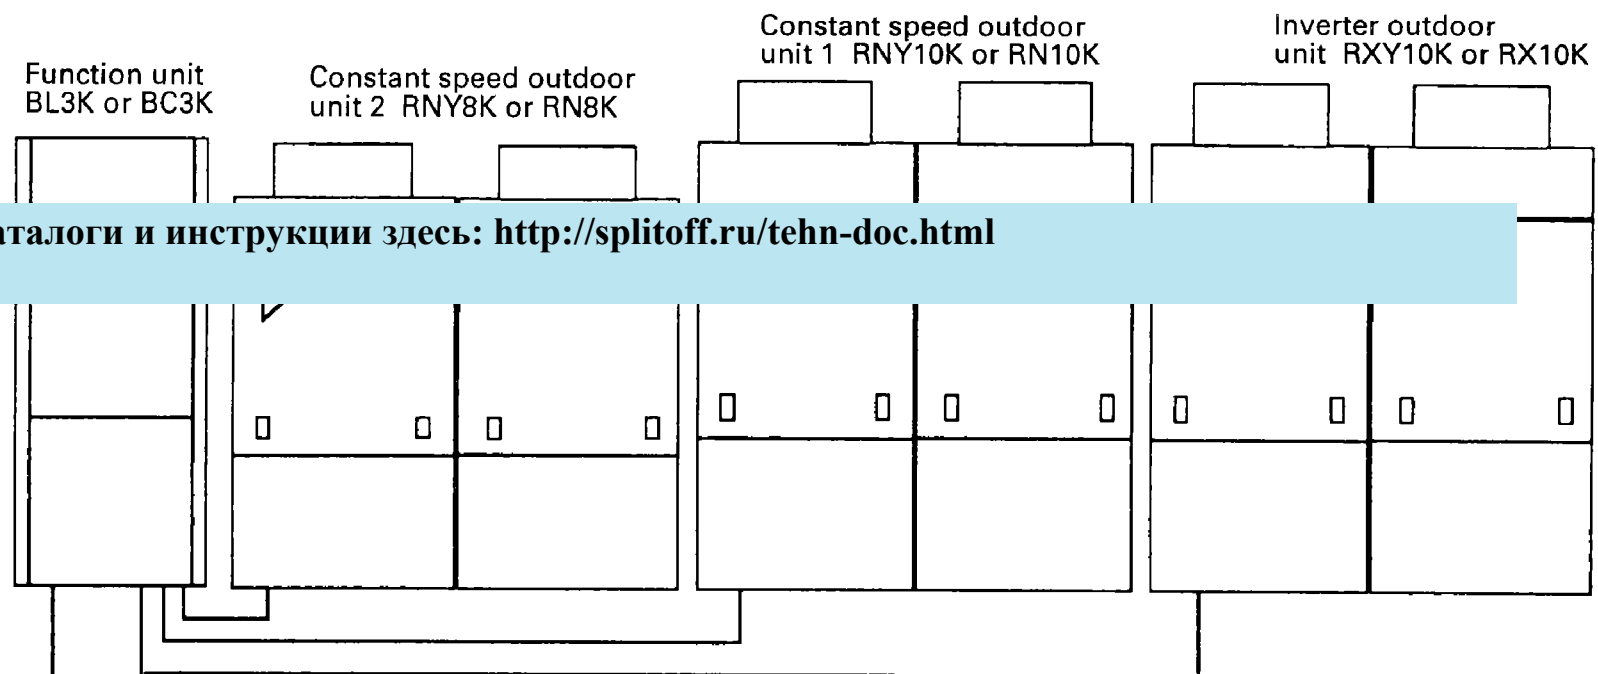 Constant speed outdoor
unit 1 RNY10K or RN10K
Inverter outdoor
unit RXY10K or RX10K
Function unit
BL3K or BC3K
Constant speed outdoor
unit 2 RNY8K or RN8K
аталоги и инструкции здесь: http://splitoff.ru/tehn-doc.html